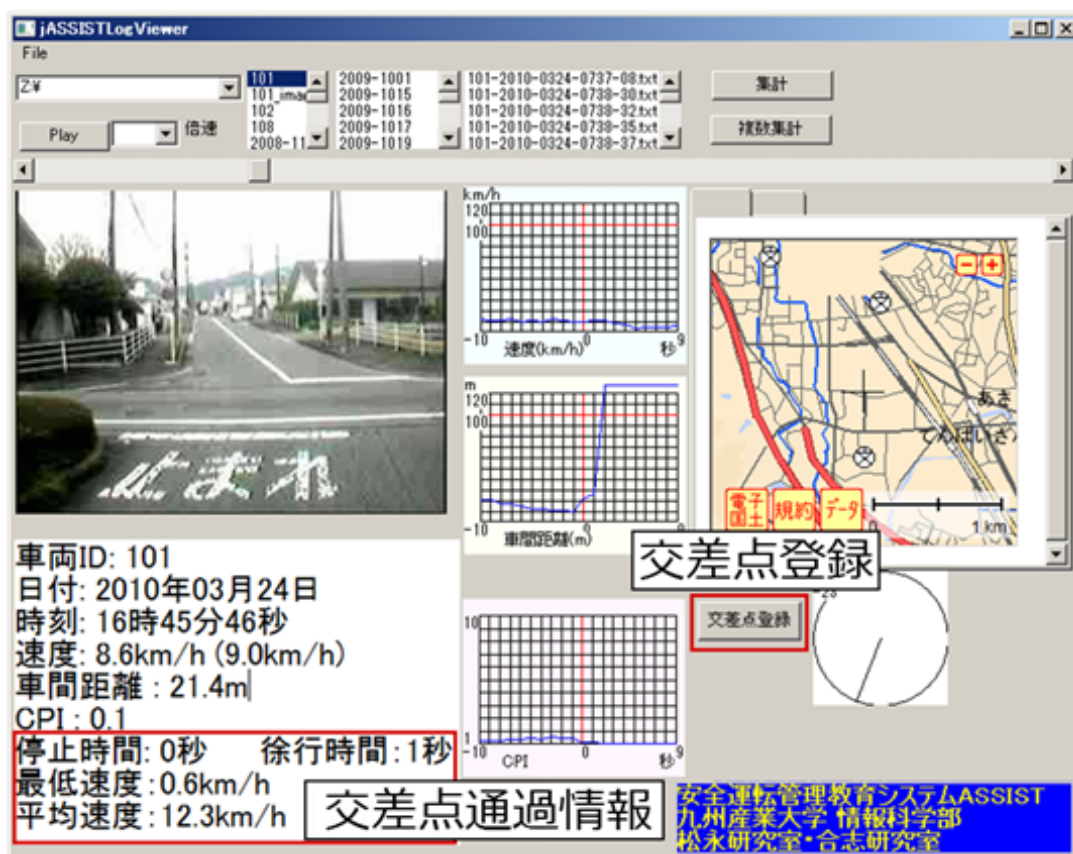 jASSISTLogViewer
File
Z:¥
Play
倍速
101
101_imag
102
108
2008-11
2009-1001
2009-1015
2009-1016
2009-1017
2009-1019
101-2010-0324-0737-08.txt
101-2010-0324-0738-30.txt
101-2010-0324-0738-32.txt
101-2010-0324-0738-35.txt
101-2010-0324-0738-37.txt
集計
複数集計
止まれ
km/h
120
100
-10 0 9
速度(km/h) 秒
m
120
100
-10 0
車間距離(m)
10
1
-10 0 9
CPI 秒
- +
あき
てんぱいざん
電子国土 規約 データ
0 1 km
交差点登録
交差点登録
-23
車両ID: 101
日付: 2010年03月24日
時刻: 16時45分46秒
速度: 8.6km/h (9.0km/h)
車間距離 : 21.4m
CPI : 0.1
停止時間: 0秒 徐行時間:1秒
最低速度:0.6km/h
平均速度:12.3km/h
交差点通過情報
安全運転管理教育システムASSIST
九州産業大学 情報科学部
松永研究室・合志研究室